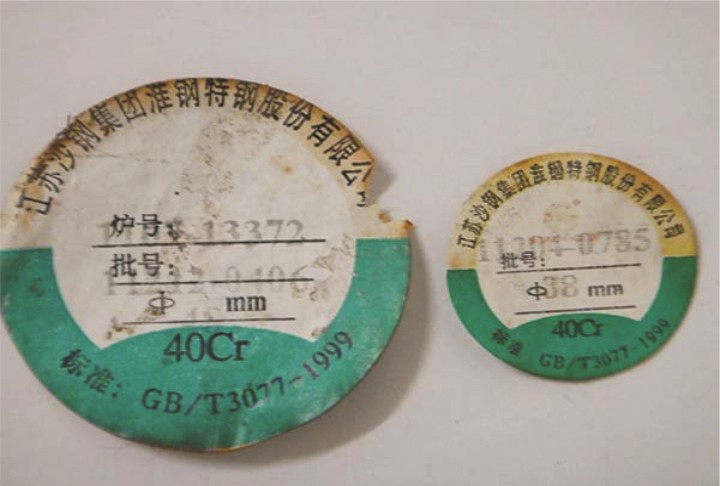 江苏沙钢集团淮钢特钢股份有限公
炉号: 13372
批号: 0406
Φ mm
40Cr
标准: GB/T3077-1999
江苏沙钢集团淮钢特钢股份有限公司
批号: 0785
Φ38 mm
40Cr
标准 GB/T3077-1999